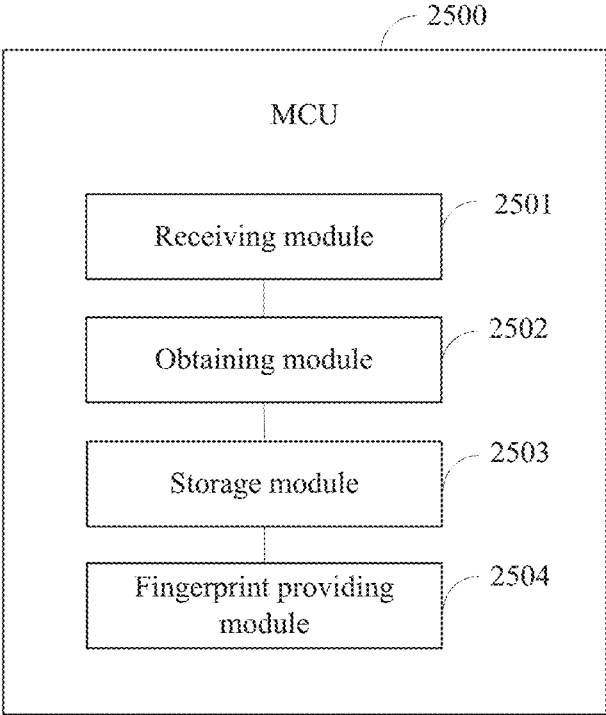 2500
MCU
2501
Receiving module
2502
Obtaining module
2503
Storage module
2504
Fingerprint providing
module